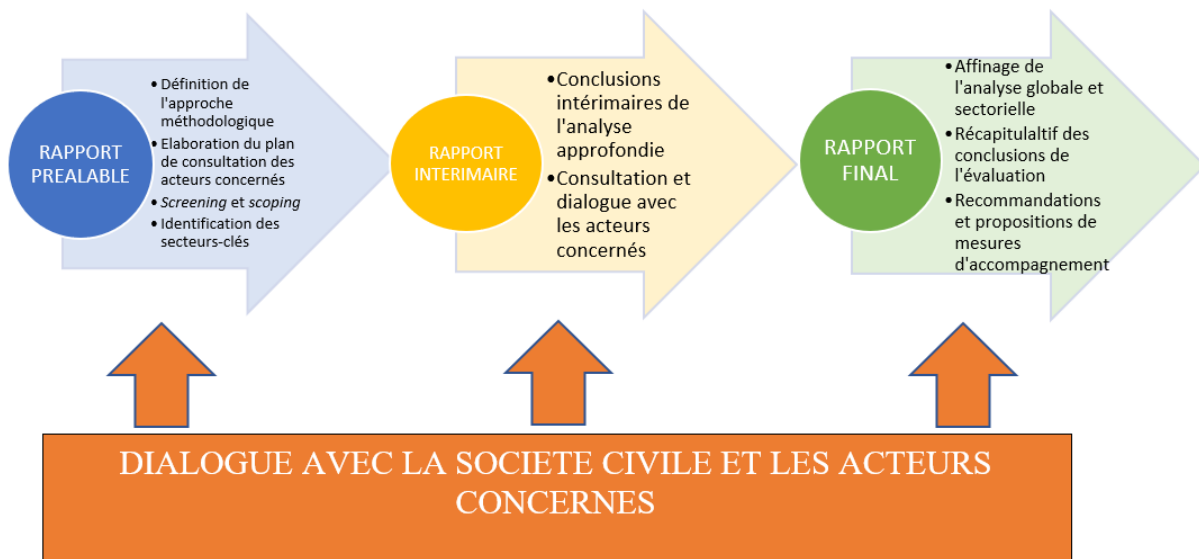 RAPPORT
PREALABLE
• Définition de
l'approche
méthodologique
• Elaboration du plan
de consultation des
acteurs concernés
• Screening et scoping
• Identification des
secteurs-clés
RAPPORT
INTERIMAIRE
•Conclusions
intérimaires de
l'analyse
approfondie
•Consultation et
dialogue avec
les acteurs
concernés
RAPPORT
FINAL
•Affinage de
l'analyse globale et
sectorielle
•Récapitulaltif des
conclusions de
l'évaluation
•Recommandations
et propositions de
mesures
d'accompagnement
DIALOGUE AVEC LA SOCIETE CIVILE ET LES ACTEURS
CONCERNES